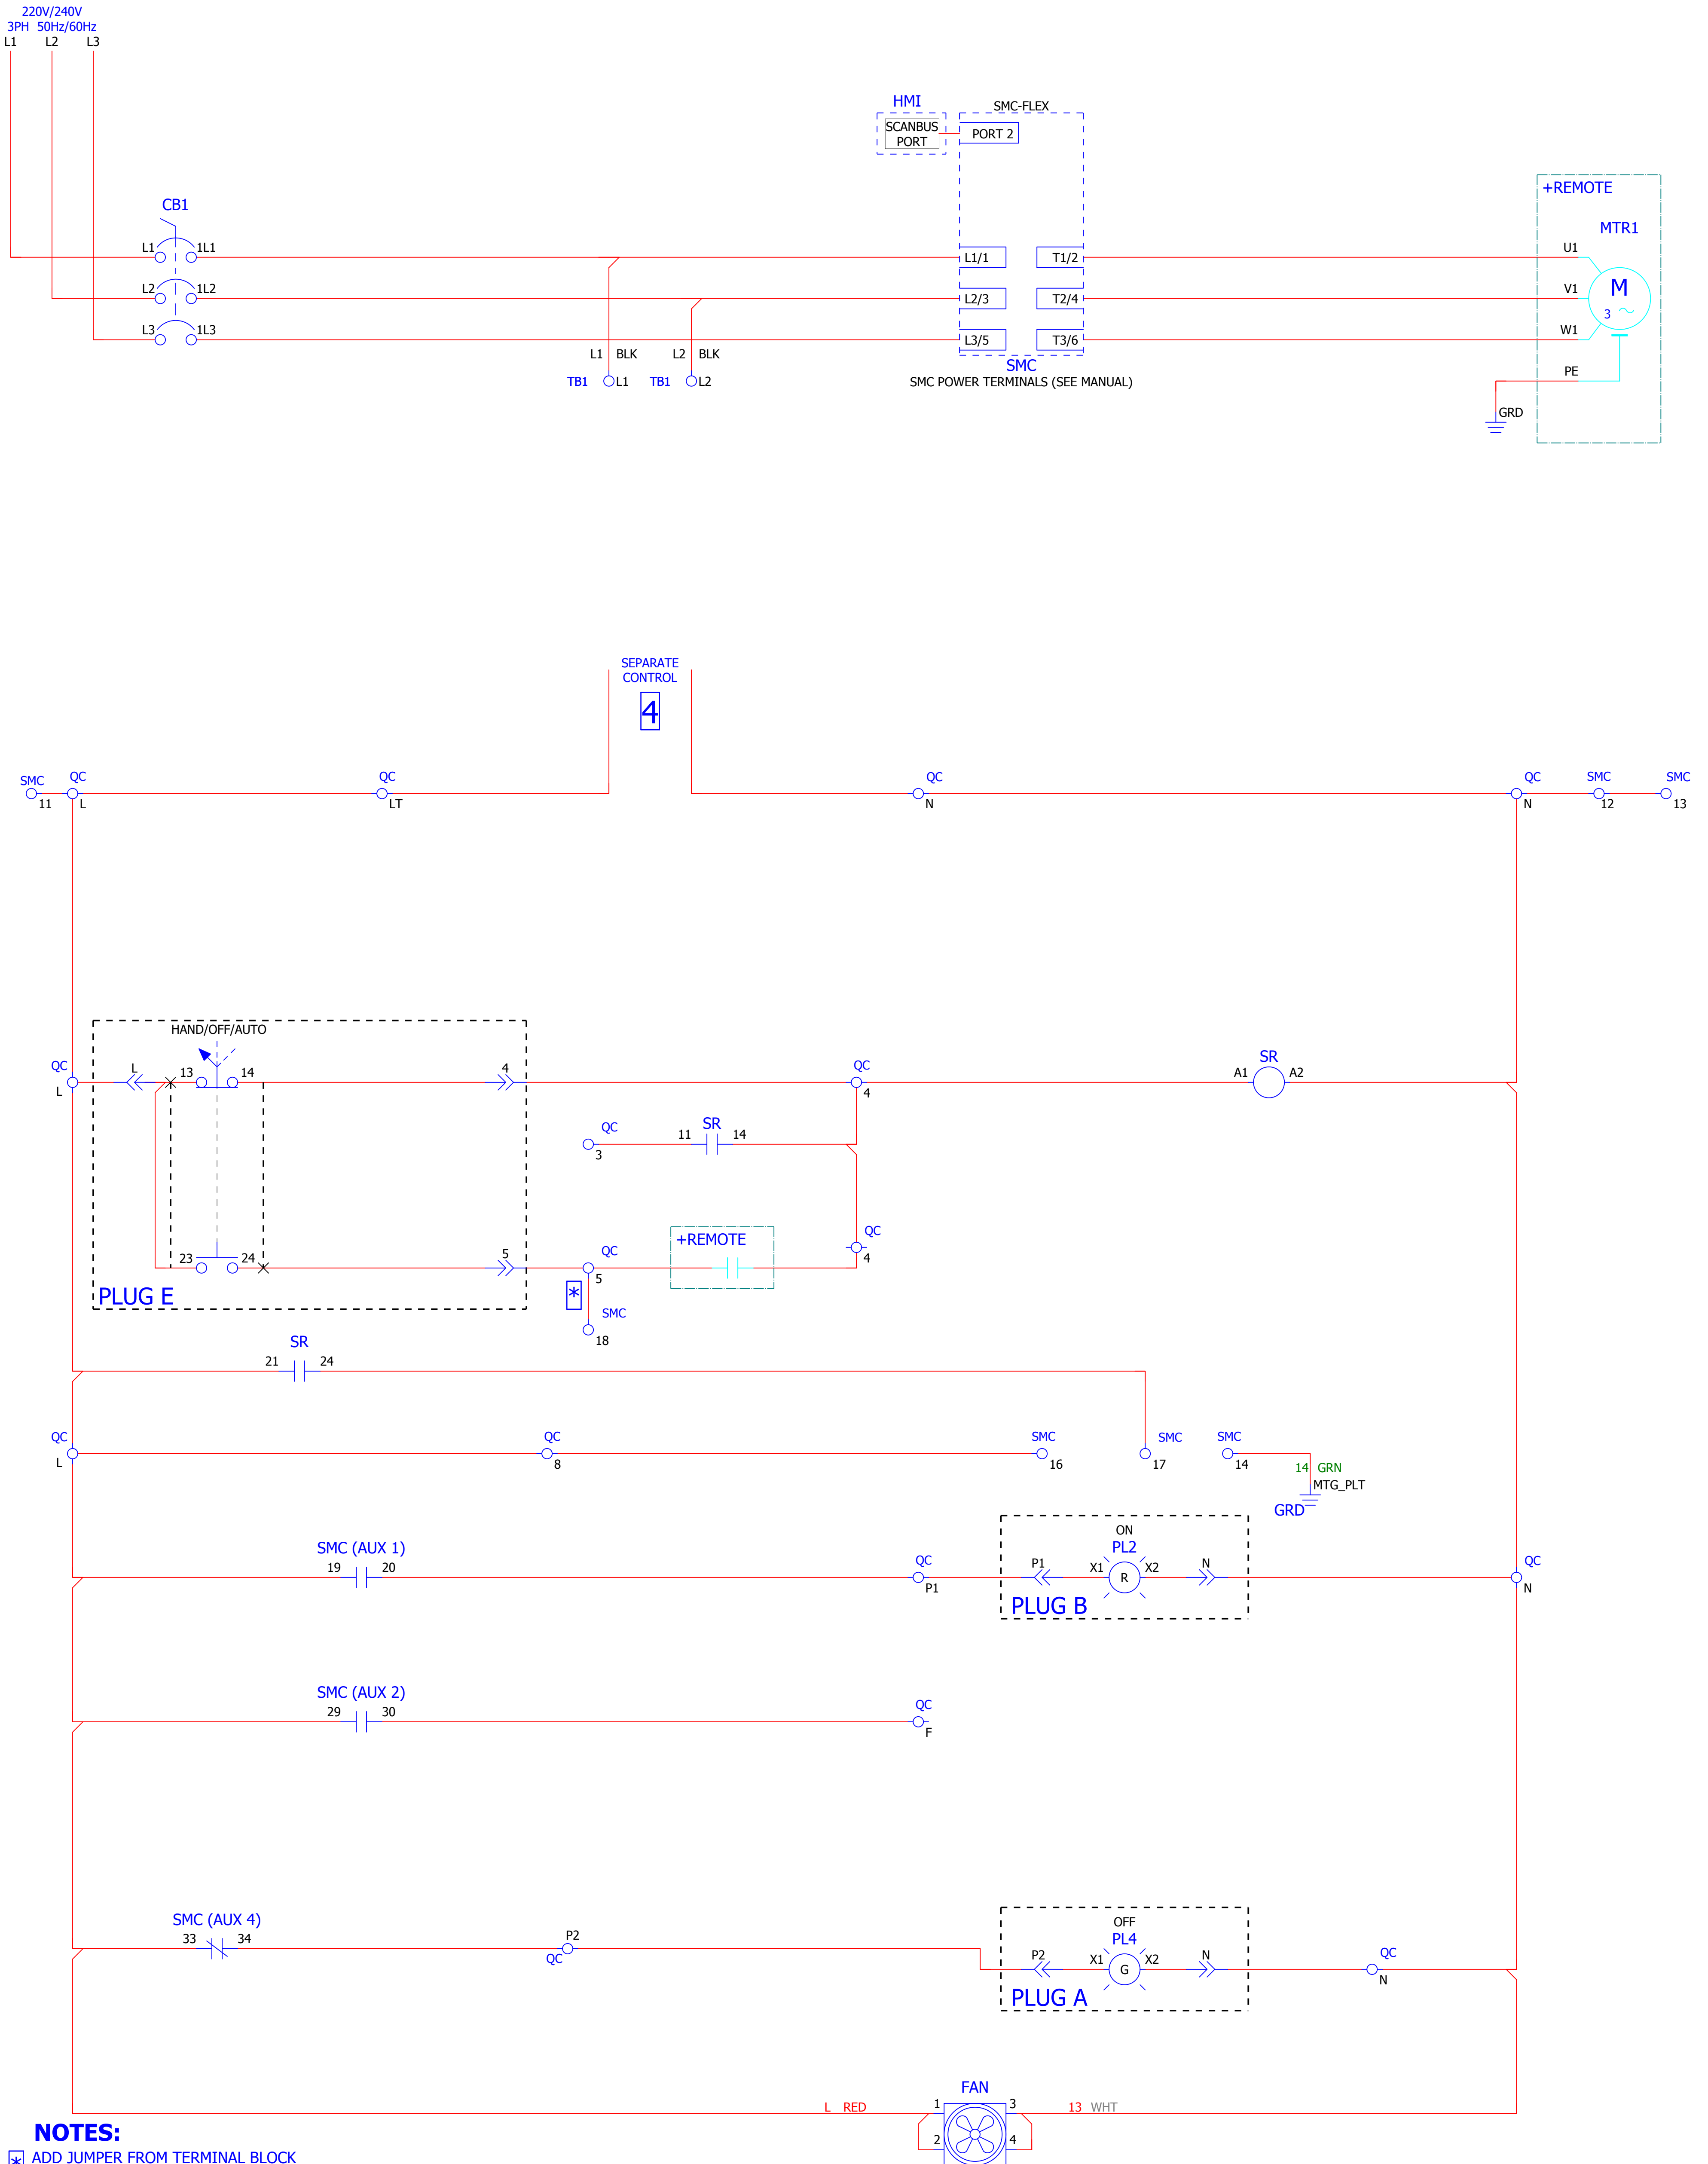 220V/240V
3PH 50Hz/60Hz
L1 L2 L3
HMI
SCANBUS
PORT
SMC-FLEX
PORT 2
+REMOTE
MTR1
CB1
L1 1L1
L1/1 T1/2
U1
L2 1L2
L2/3 T2/4
V1
M
3
L3 1L3
L3/5 T3/6
W1
L1 BLK L2 BLK
SMC
PE
TB1 L1 TB1 L2
SMC POWER TERMINALS (SEE MANUAL)
GRD
SEPARATE
CONTROL
4
SMC QC QC QC QC SMC SMC
11 L LT N N 12 13
HAND/OFF/AUTO
QC L 13 14 4 QC SR
A1 A2
L 4
QC SR
11 14
3
QC
+REMOTE
4
23 24 5 QC
5
PLUG E
*
SMC
18
SR
21 24
QC QC SMC SMC SMC
L 8 16 17 14
14 GRN
MTG_PLT
GRD
ON
SMC (AUX 1)
PL2
19 20 QC P1 X1 R X2 N QC
P1 N
PLUG B
SMC (AUX 2)
29 30 QC
F
SMC (AUX 4)
OFF
33 34 P2
QC
PL4
P2 X1 G X2 N QC
N
PLUG A
FAN
L RED 1 3 13 WHT
2 4
NOTES:
* ADD JUMPER FROM TERMINAL BLOCK